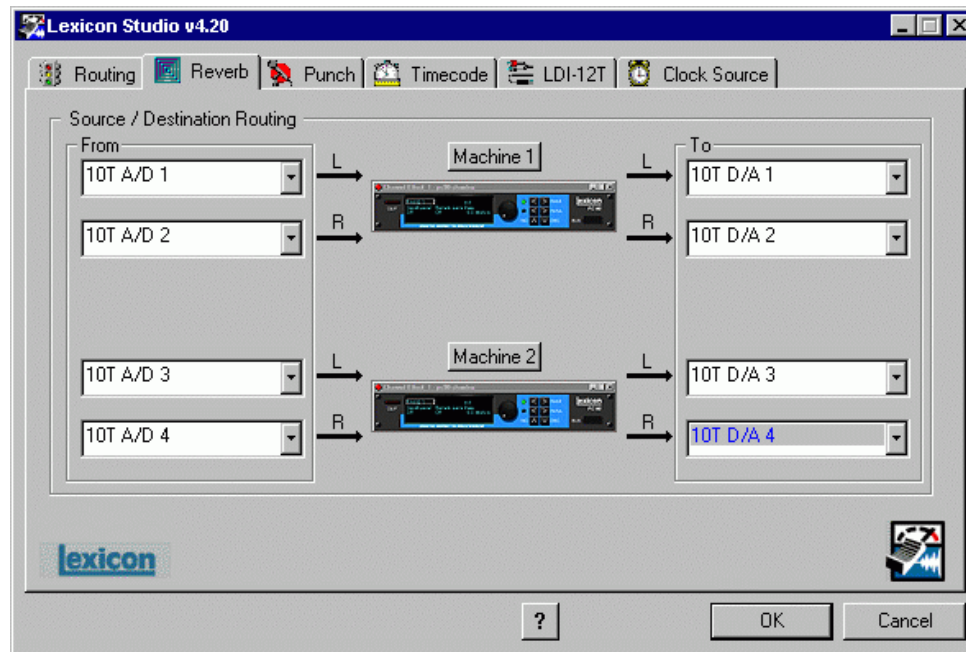 Lexicon Studio v4.20
Routing Reverb Punch Timecode LDI-12T Clock Source
Source / Destination Routing
From
To
Machine 1
10T A/D 1 L L 10T D/A 1
10T A/D 2 R R 10T D/A 2
Machine 2
10T A/D 3 L L 10T D/A 3
10T A/D 4 R R 10T D/A 4
lexicon
? OK Cancel